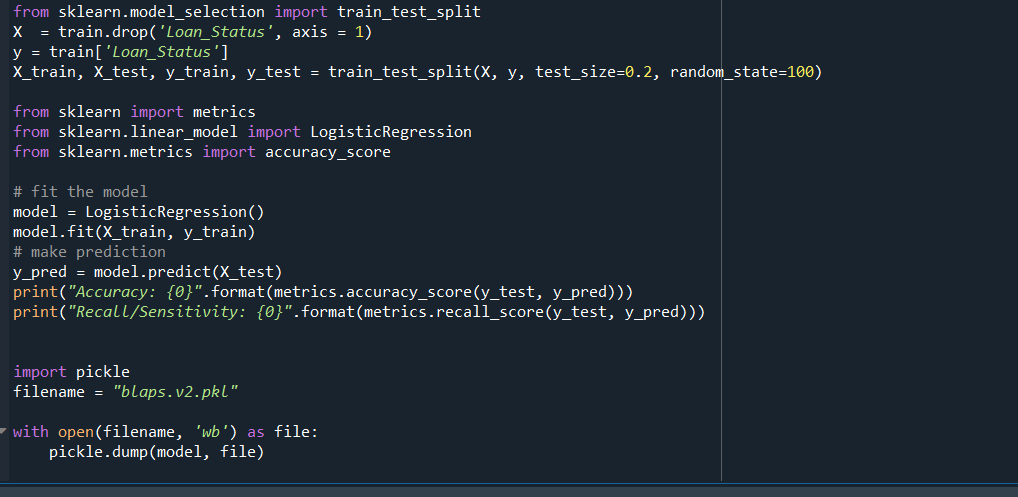 from sklearn.model_selection import train_test_split
X  = train.drop('Loan_Status', axis = 1)
y = train['Loan_Status']
X_train, X_test, y_train, y_test = train_test_split(X, y, test_size=0.2, random_state=100)

from sklearn import metrics
from sklearn.linear_model import LogisticRegression
from sklearn.metrics import accuracy_score

# fit the model
model = LogisticRegression()
model.fit(X_train, y_train)
# make prediction
y_pred = model.predict(X_test)
print("Accuracy: {0}".format(metrics.accuracy_score(y_test, y_pred)))
print("Recall/Sensitivity: {0}".format(metrics.recall_score(y_test, y_pred)))

import pickle
filename = "blaps.v2.pkl"

with open(filename, 'wb') as file:
    pickle.dump(model, file)